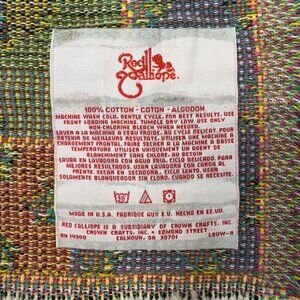 Red
Calliope®
100% COTTON - COTON - ALGODON
MACHINE WASH COLD, GENTLE CYCLE. FOR BEST RESULTS, USE
FRONT LOADING MACHINE. TUMBLE DRY LOW. USE ONLY
NON-CHLORINE BLEACH WHEN NEEDED.
LAVER A LA MACHINE A L'EAU FROIDE, AU CYCLE DELICAT. POUR
OBTENIR DE MEILLEURS RESULTATS, UTILISER UNE MACHINE A
CHARGEMENT FRONTAL. FAIRE SECHER A LA MACHINE A BASSE
TEMPERATURE. UTILISER UNIQUEMENT UN AGENT DE
BLANCHIMENT SANS CHLORE, AU BESOIN.
LAVAR EN LAVADORA CON AGUA FRIA, CICLO DELICADO. PARA
MEJORES RESULTADOS, USAR LAVADORA DE CARGA AL
FRENTE. SECAR EN SECADORA, CICLO BAJO. USAR
SOLAMENTE BLANQUEADOR SIN CLORO, CUANDO SE NECESITE.
MADE IN U.S.A. FABRIQUE AUX E.U. HECHO EN EE.UU.
RED CALLIOPE IS A SUBSIDIARY OF CROWN CRAFTS, INC.
CROWN CRAFTS, INC. • EDMOND STREET
RN 14900 CALHOUN, GA 30701